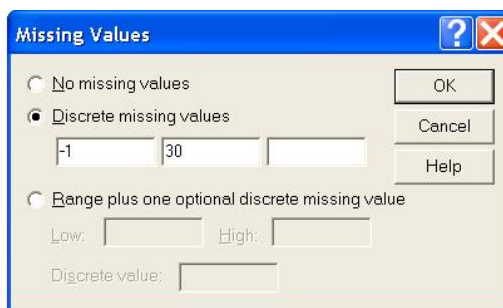 Missing Values
No missing values
OK
Discrete missing values
Cancel
-1 30
Help
Range plus one optional discrete missing value
Low: High:
Discrete value: